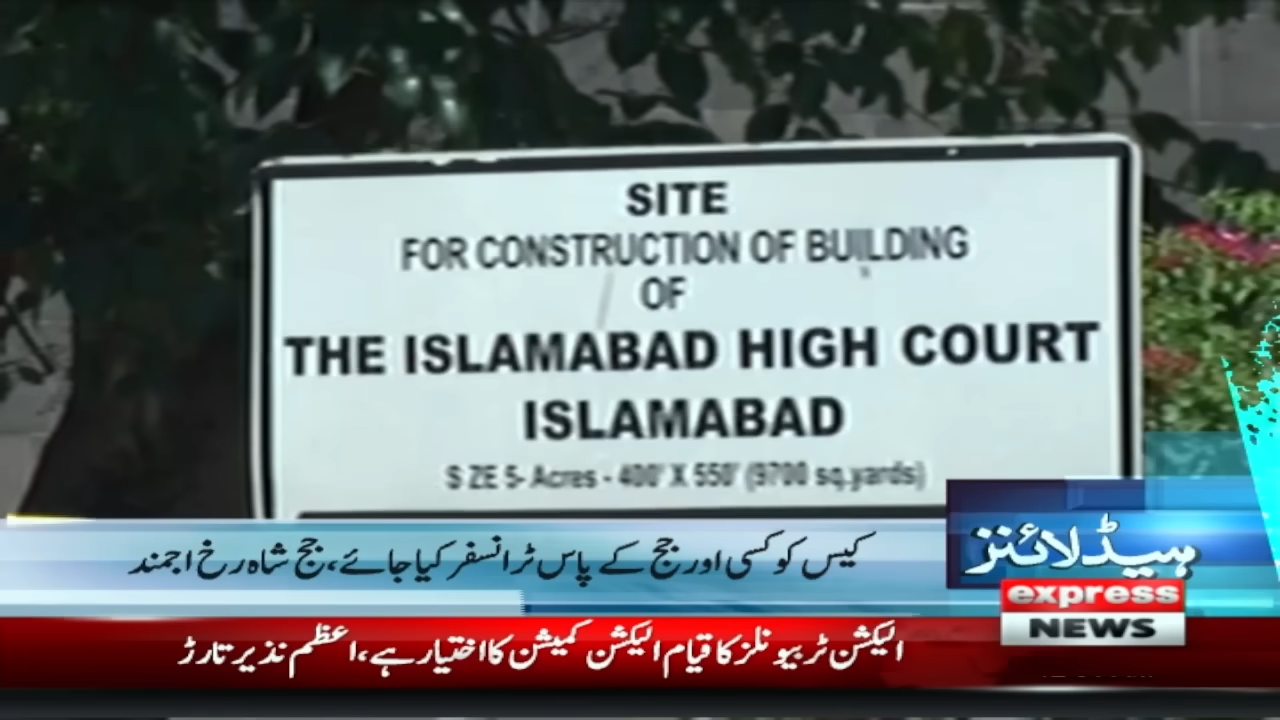 SITE
FOR CONSTRUCTION OF BUILDING
OF
THE ISLAMABAD HIGH COURT
ISLAMABAD
S ZE 5- Acres - 400' X 550' (9700 sq.yards)
ہیڈلائنز
کیس کو کسی اور جج کے پاس ٹرانسفر کیا جائے، جج شاہ رخ اجمند
express
NEWS
الیکشن ٹربیونلز کا قیام الیکشن کمیشن کا اختیار ہے، اعظم نذیر تارڑ